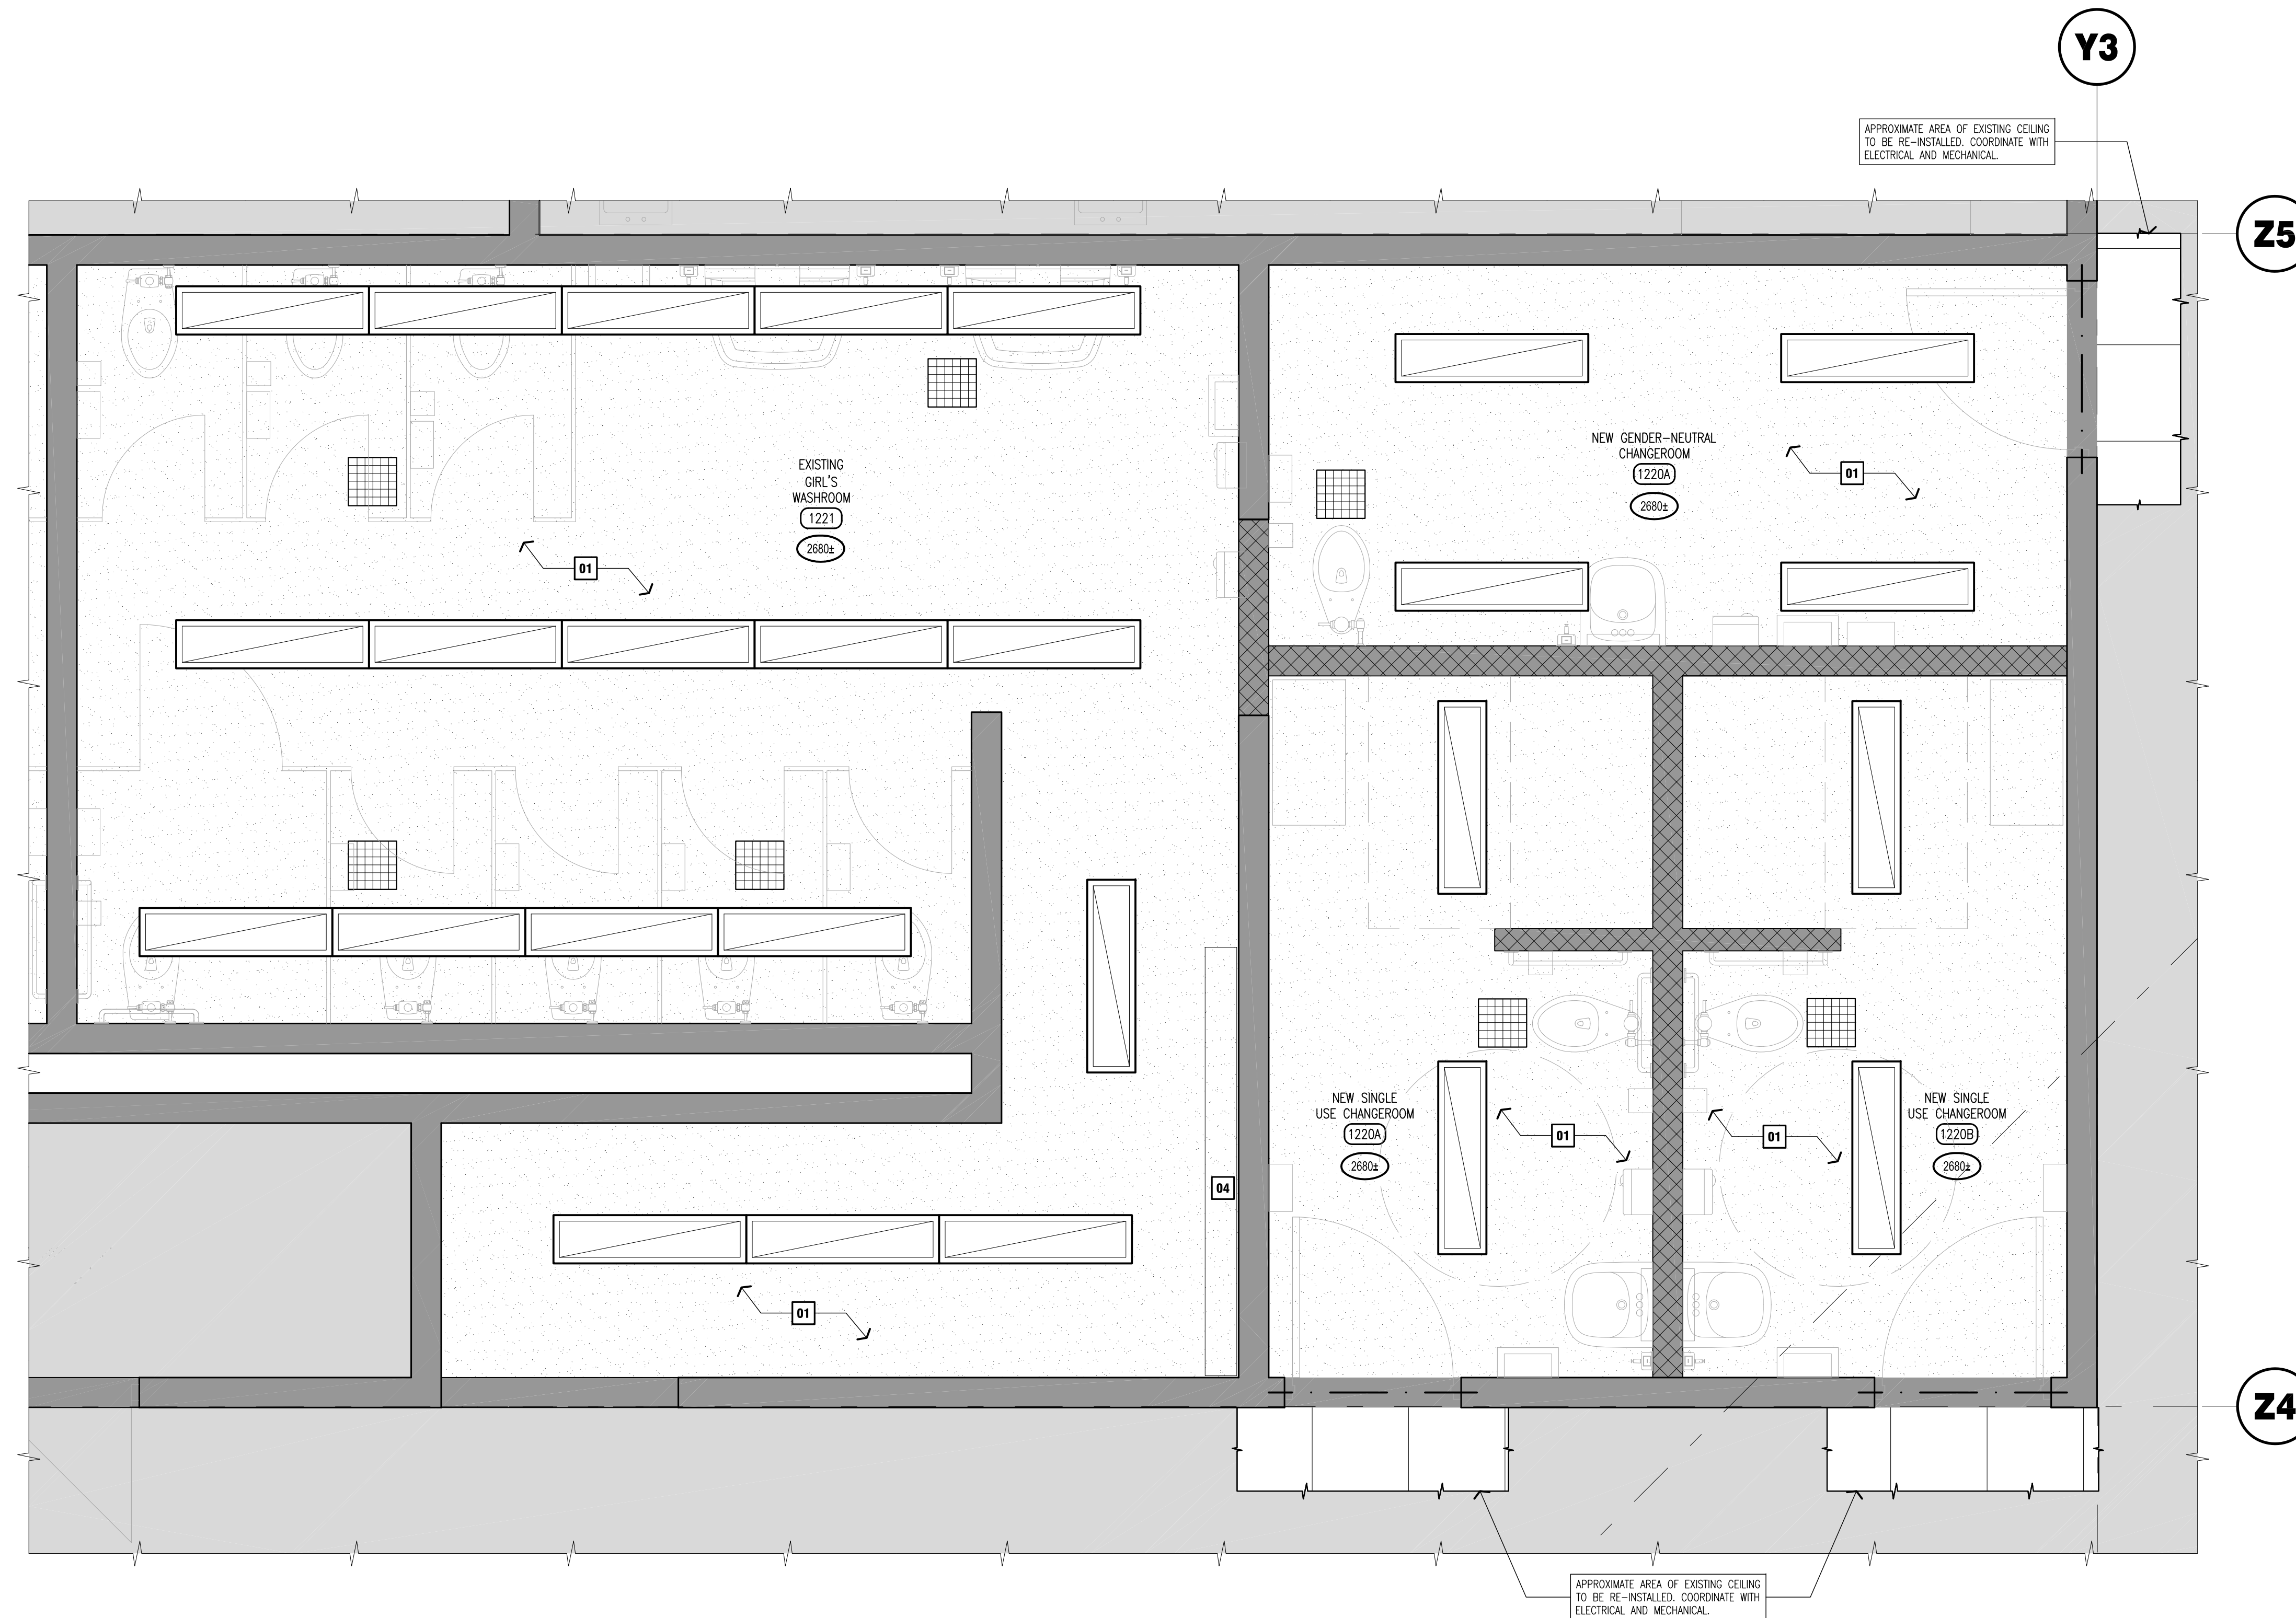 Y3
APPROXIMATE AREA OF EXISTING CEILING
TO BE RE-INSTALLED. COORDINATE WITH
ELECTRICAL AND MECHANICAL.
Z5
NEW GENDER-NEUTRAL
CHANGEROOM
1220A
2680±
01
EXISTING
GIRL'S
WASHROOM
1221
2680±
01
NEW SINGLE
USE CHANGEROOM
1220A
2680±
01
01
NEW SINGLE
USE CHANGEROOM
1220B
2680±
04
01
Z4
APPROXIMATE AREA OF EXISTING CEILING
TO BE RE-INSTALLED. COORDINATE WITH
ELECTRICAL AND MECHANICAL.